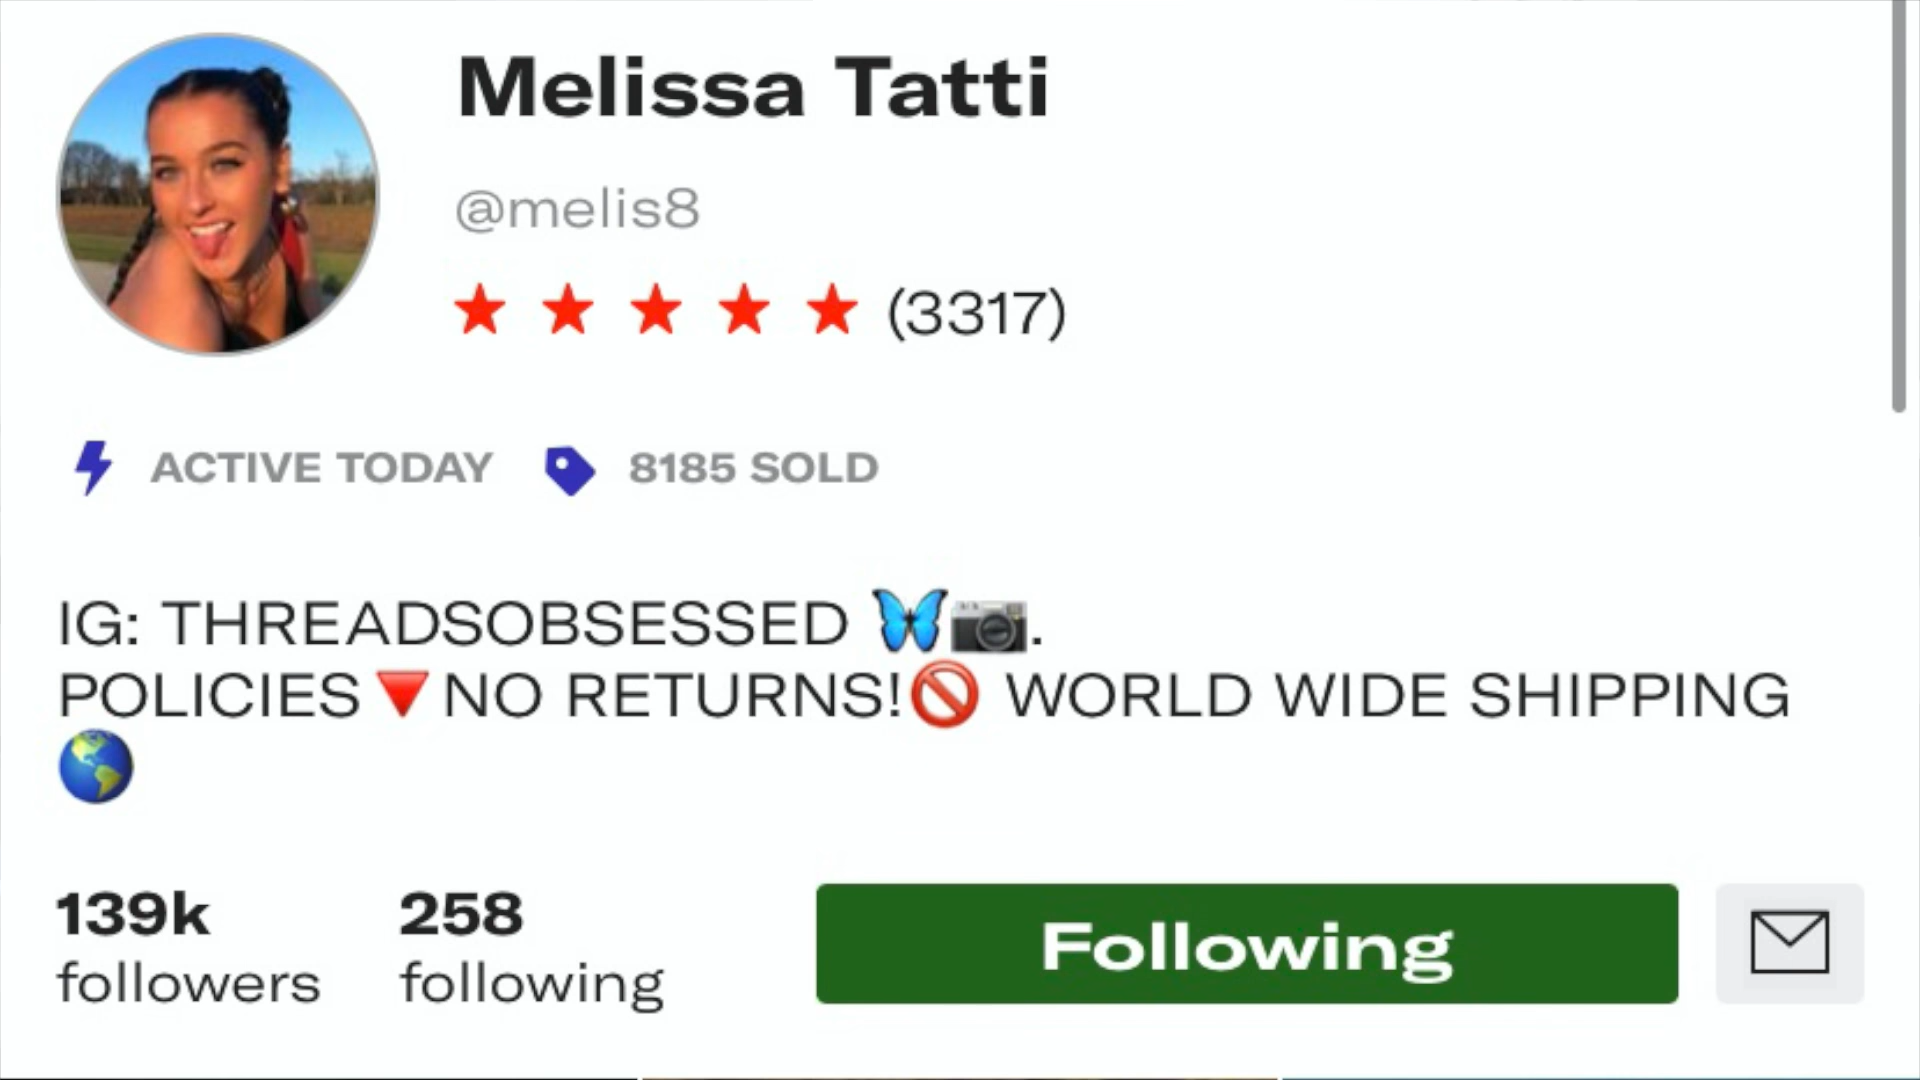 Melissa Tatti
@melis8
★ ★ ★ ★ ★ (3317)
ACTIVE TODAY 8185 SOLD
IG: THREADSOBSESSED 🦋📷.
POLICIES🔻NO RETURNS!🚫 WORLD WIDE SHIPPING
🌎
139k 258
followers following
Following